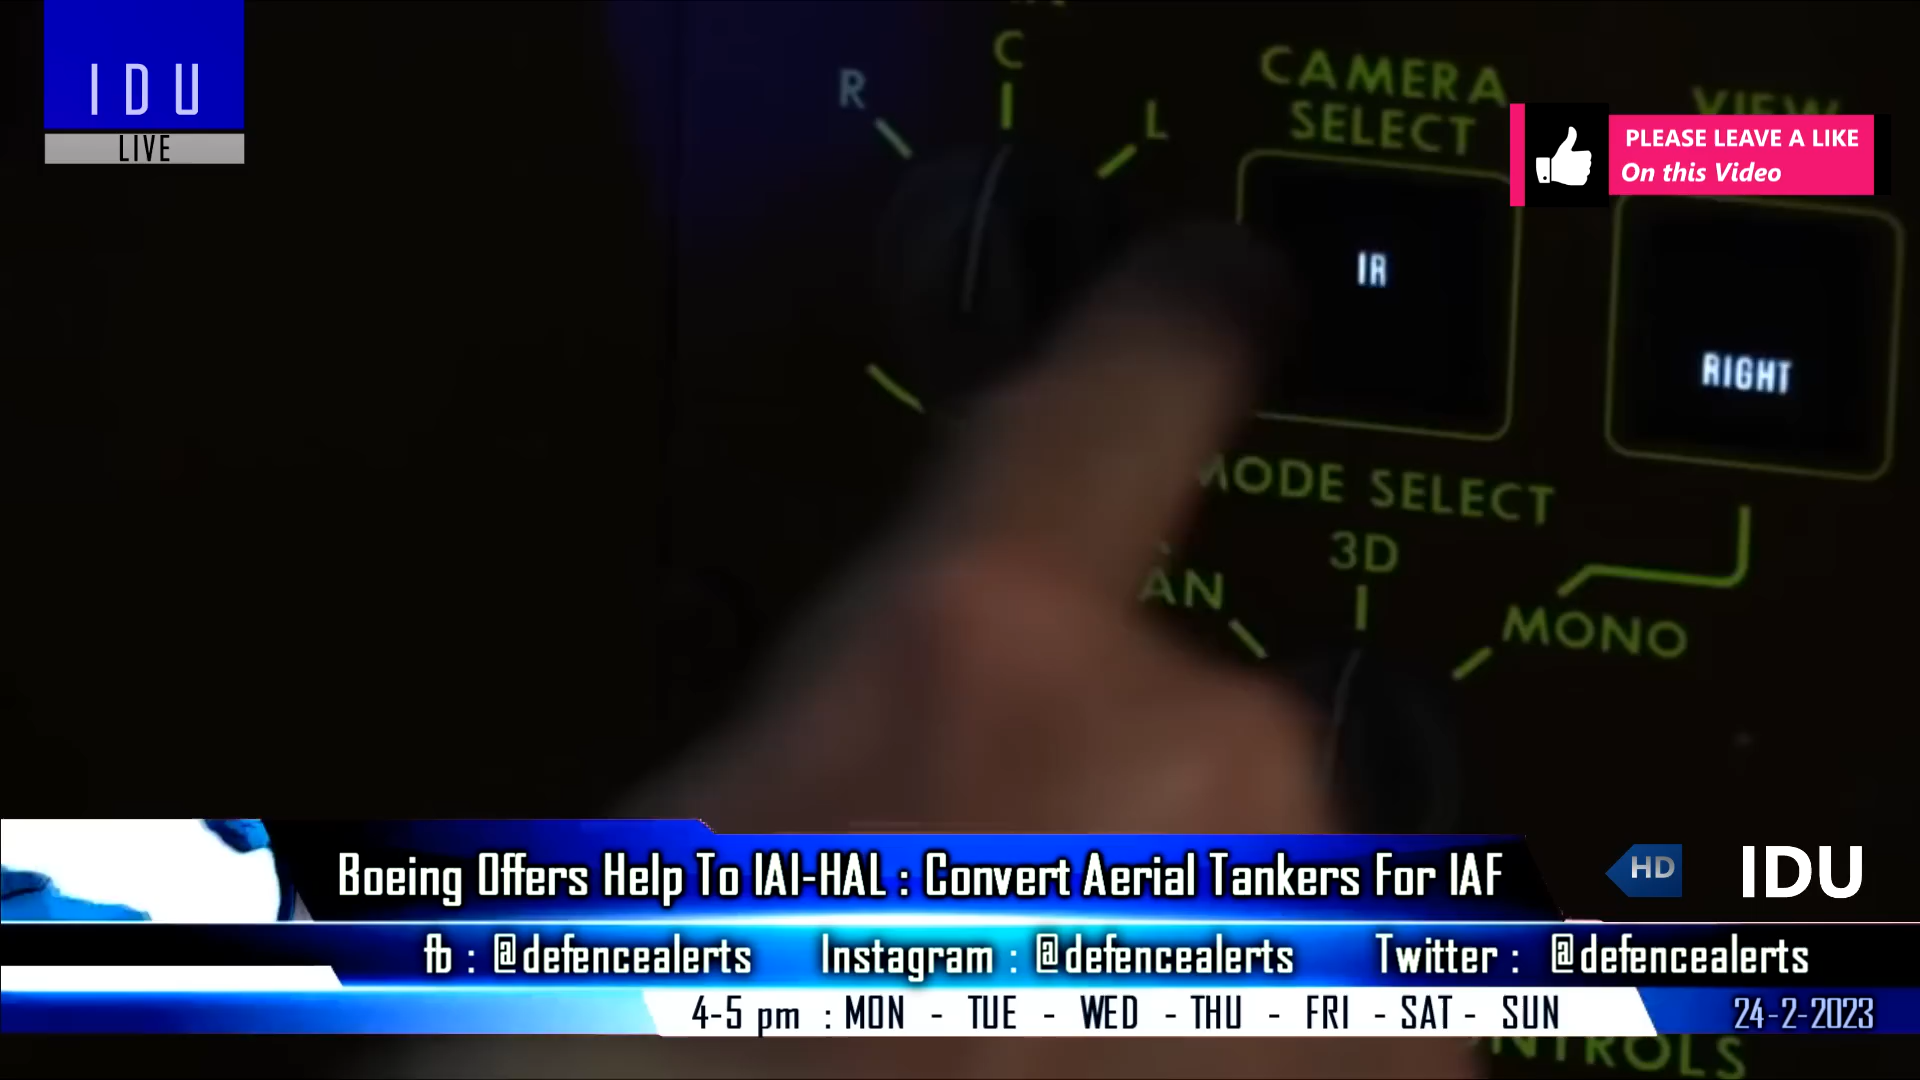 IDU
LIVE
C
R
L
CAMERA
SELECT
VIEW
PLEASE LEAVE A LIKE
On this Video
IR
RIGHT
MODE SELECT
3D
MONO
Boeing Offers Help To IAI-HAL : Convert Aerial Tankers For IAF
HD
IDU
fb : @defencealerts Instagram : @defencealerts Twitter : @defencealerts
4-5 pm : MON - TUE - WED - THU - FRI - SAT - SUN
24-2-2023